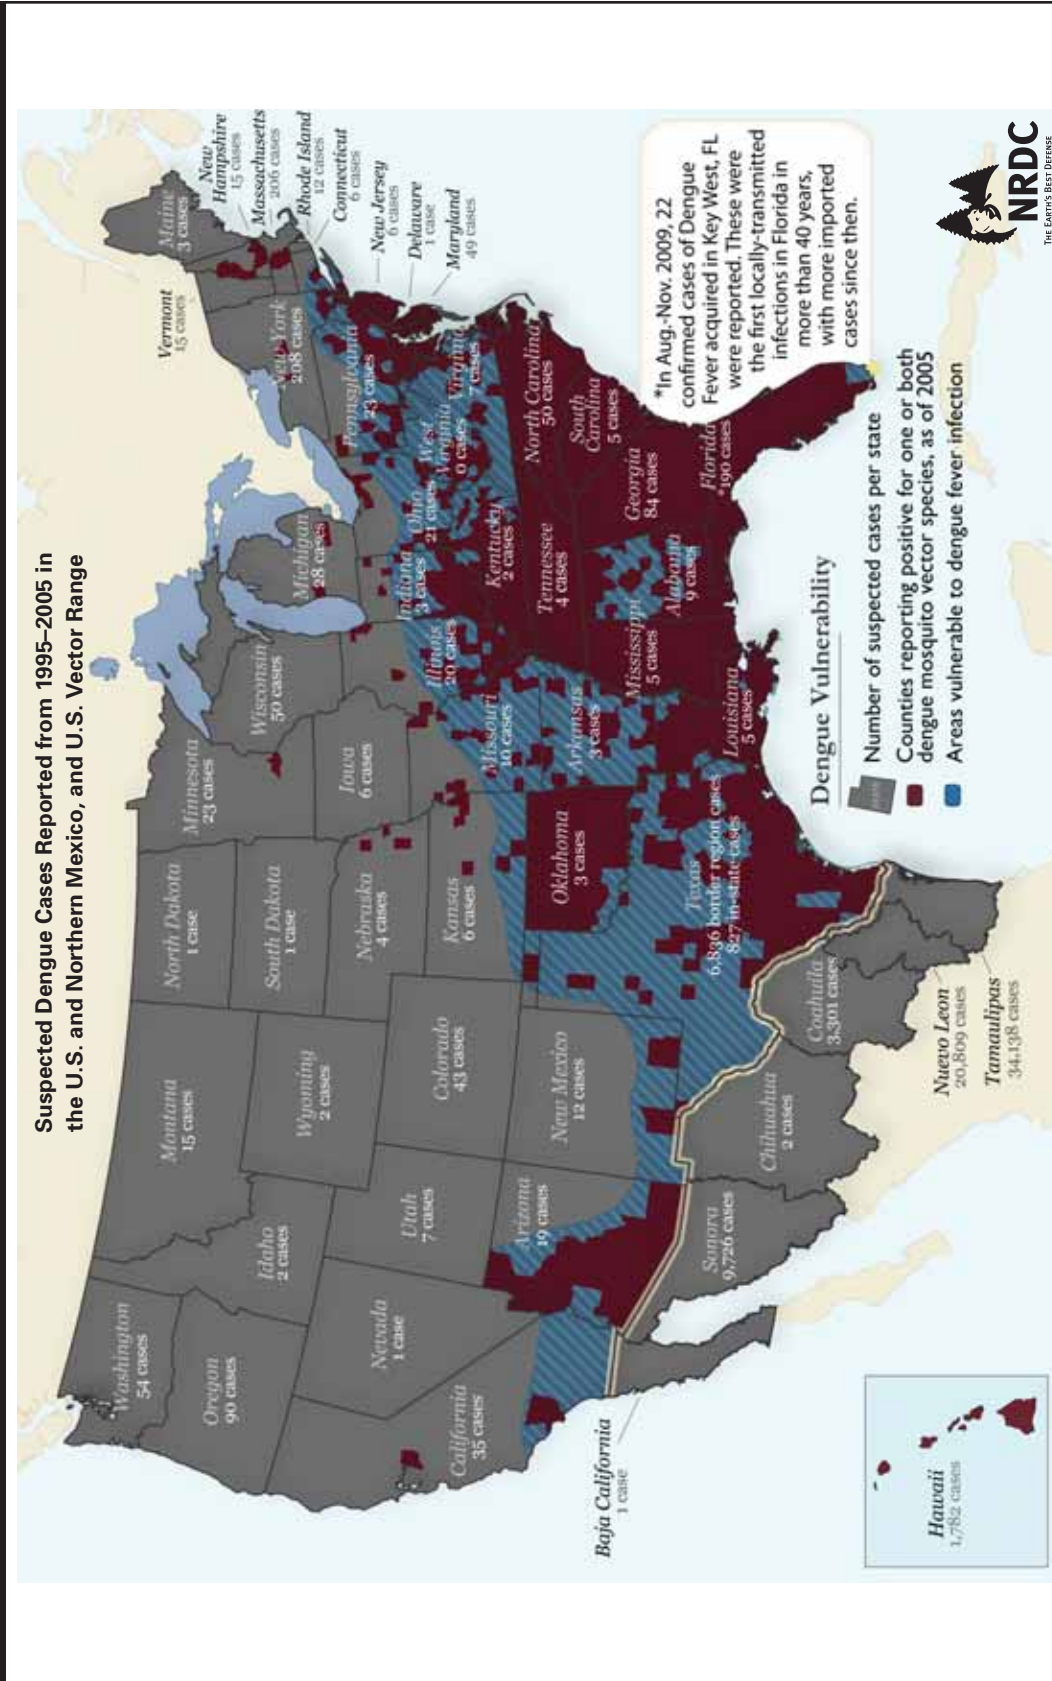 Suspected Dengue Cases Reported from 1995–2005 in
the U.S. and Northern Mexico, and U.S. Vector Range
Washington
54 cases
Oregon
90 cases
California
35 cases
Nevada
1 case
Idaho
2 cases
Montana
15 cases
Wyoming
2 cases
Utah
7 cases
Arizona
19 cases
Colorado
43 cases
New Mexico
12 cases
North Dakota
1 case
South Dakota
1 case
Nebraska
4 cases
Kansas
6 cases
Oklahoma
3 cases
Texas
6,836 border region cases
827 in-state cases
Minnesota
23 cases
Iowa
6 cases
Missouri
10 cases
Arkansas
3 cases
Louisiana
5 cases
Wisconsin
50 cases
Illinois
20 cases
Mississippi
5 cases
Michigan
28 cases
Indiana
3 cases
Ohio
21 cases
Kentucky
2 cases
Tennessee
4 cases
Alabama
9 cases
Georgia
84 cases
Florida
*190 cases
South
Carolina
5 cases
North Carolina
50 cases
West
Virginia
0 cases
Virginia
7 cases
Pennsylvania
23 cases
New York
208 cases
Vermont
15 cases
Maine
3 cases
New
Hampshire
15 cases
Massachusetts
206 cases
Rhode Island
12 cases
Connecticut
6 cases
New Jersey
6 cases
Delaware
1 case
Maryland
49 cases
*In Aug.-Nov. 2009, 22
confirmed cases of Dengue
Fever acquired in Key West, FL
were reported. These were
the first locally-transmitted
infections in Florida in
more than 40 years,
with more imported
cases since then.
Baja California
1 case
Sonora
9,726 cases
Chihuahua
2 cases
Coahuila
3,301 cases
Nuevo Leon
20,809 cases
Tamaulipas
34,138 cases
Hawaii
1,782 cases
Dengue Vulnerability
Number of suspected cases per state
Counties reporting positive for one or both
dengue mosquito vector species, as of 2005
Areas vulnerable to dengue fever infection
NRDC
THE EARTH'S BEST DEFENSE